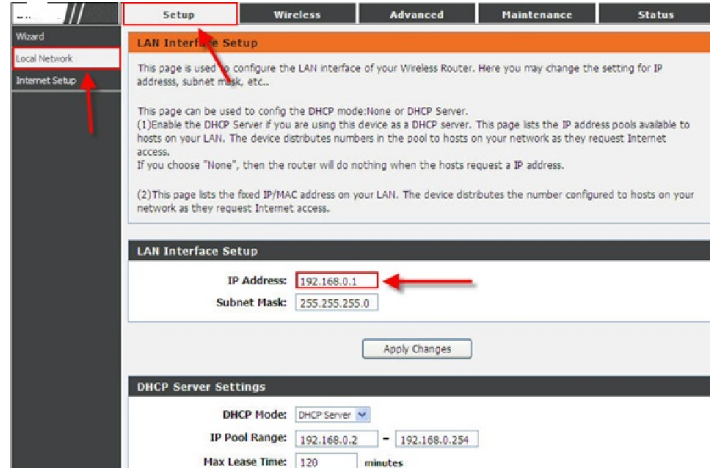 Setup Wireless Advanced Maintenance Status
Wizard
Local Network
Internet Setup
LAN Interface Setup
This page is used to configure the LAN interface of your Wireless Router. Here you may change the setting for IP
addresss, subnet mask, etc..
This page can be used to config the DHCP mode:None or DHCP Server.
(1)Enable the DHCP Server if you are using this device as a DHCP server. This page lists the IP address pools available to
hosts on your LAN. The device distributes numbers in the pool to hosts on your network as they request Internet
access.
If you choose "None", then the router will do nothing when the hosts request a IP address.
(2)This page lists the fixed IP/MAC address on your LAN. The device distributes the number configured to hosts on your
network as they request Internet access.
LAN Interface Setup
IP Address: 192.168.0.1
Subnet Mask: 255.255.255.0
Apply Changes
DHCP Server Settings
DHCP Mode: DHCP Server
IP Pool Range: 192.168.0.2 - 192.168.0.254
Max Lease Time: 120 minutes